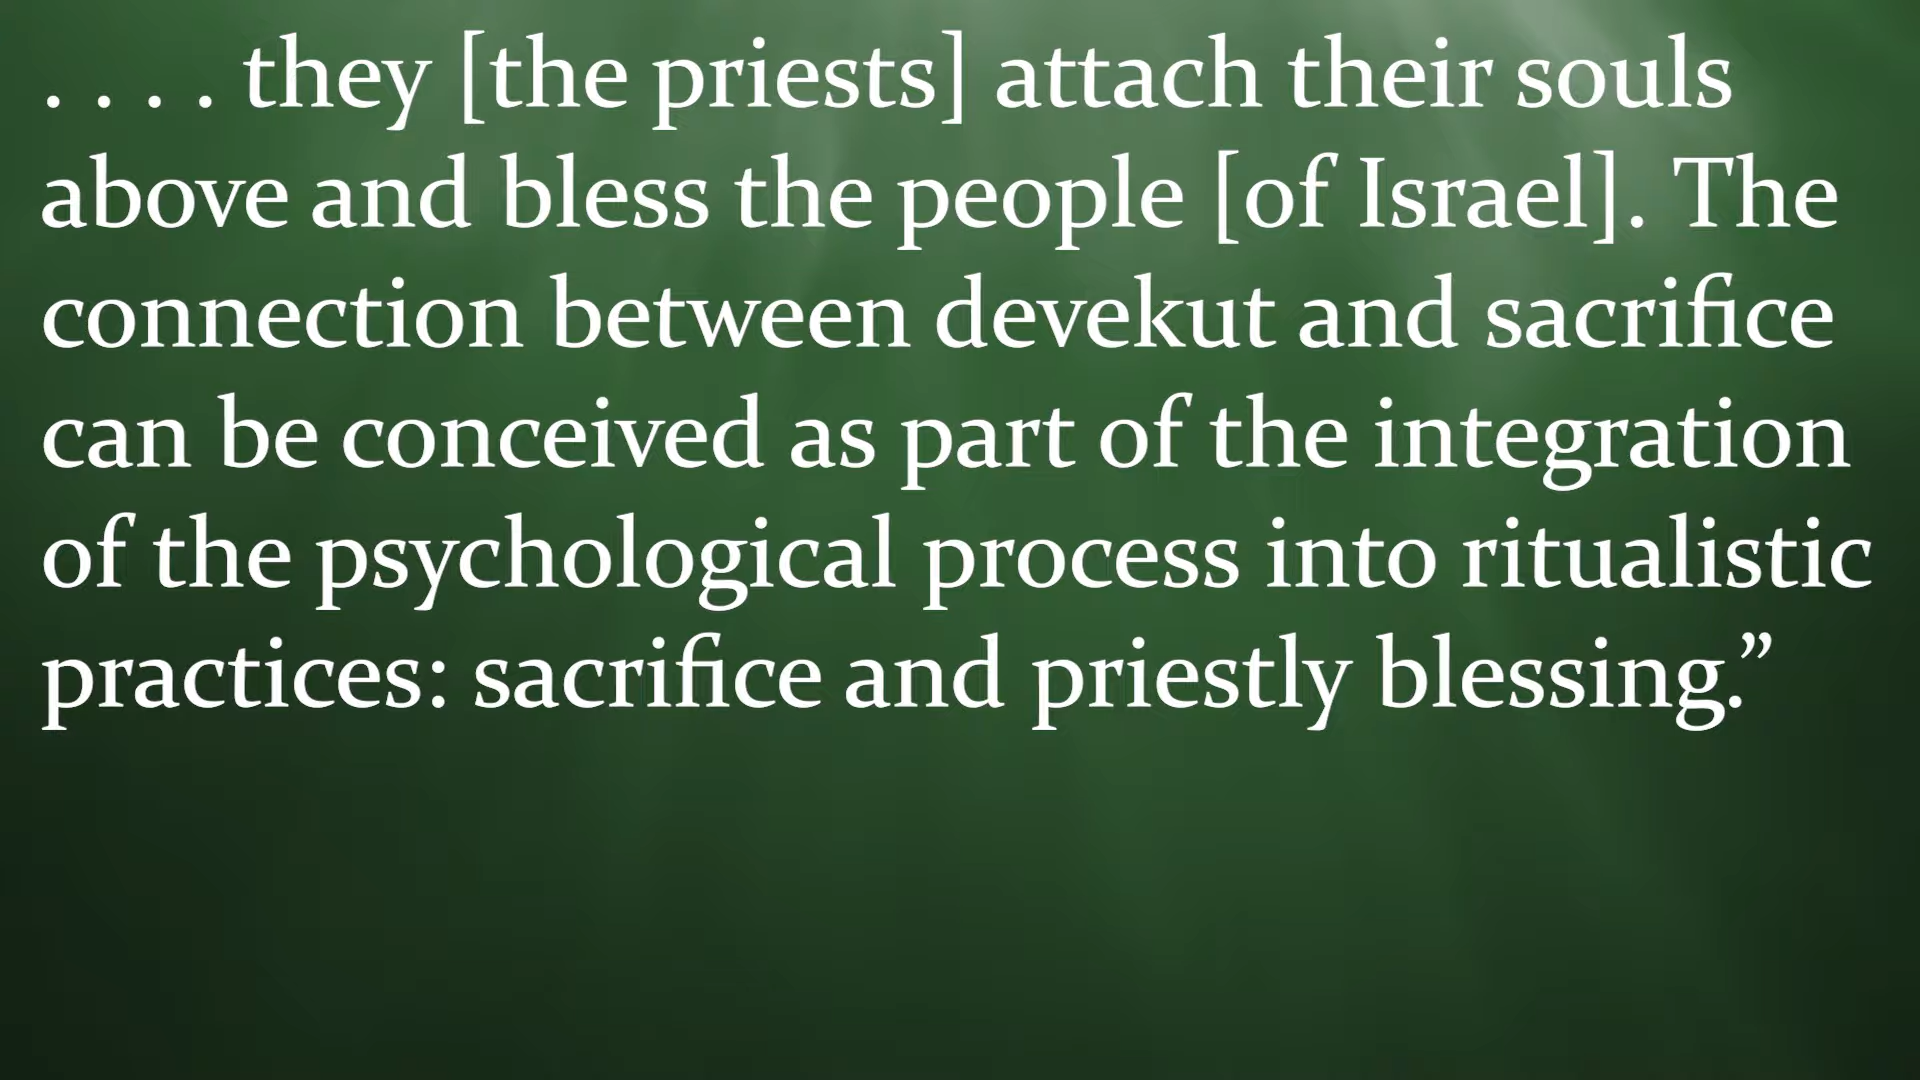 . . . . they [the priests] attach their souls
above and bless the people [of Israel]. The
connection between devekut and sacrifice
can be conceived as part of the integration
of the psychological process into ritualistic
practices: sacrifice and priestly blessing.”